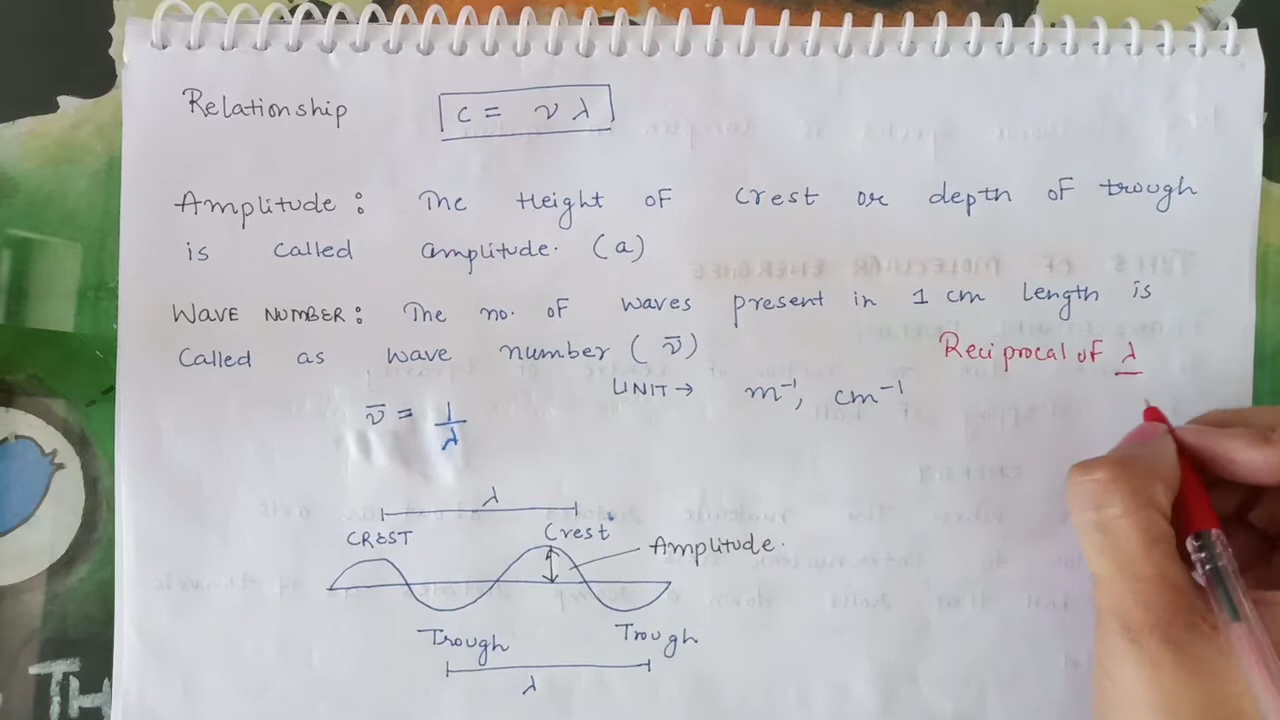 Relationship c = ν λ
Amplitude: The Height of crest or depth of trough
is called amplitude. (a)
WAVE NUMBER: The no. of waves present in 1 cm length is
Called as wave number (ν̅)
Reciprocal of λ
UNIT → m⁻¹, cm⁻¹
ν̅ = 1/λ
λ
CREST Crest
Amplitude.
Trough Trough
λ
TH